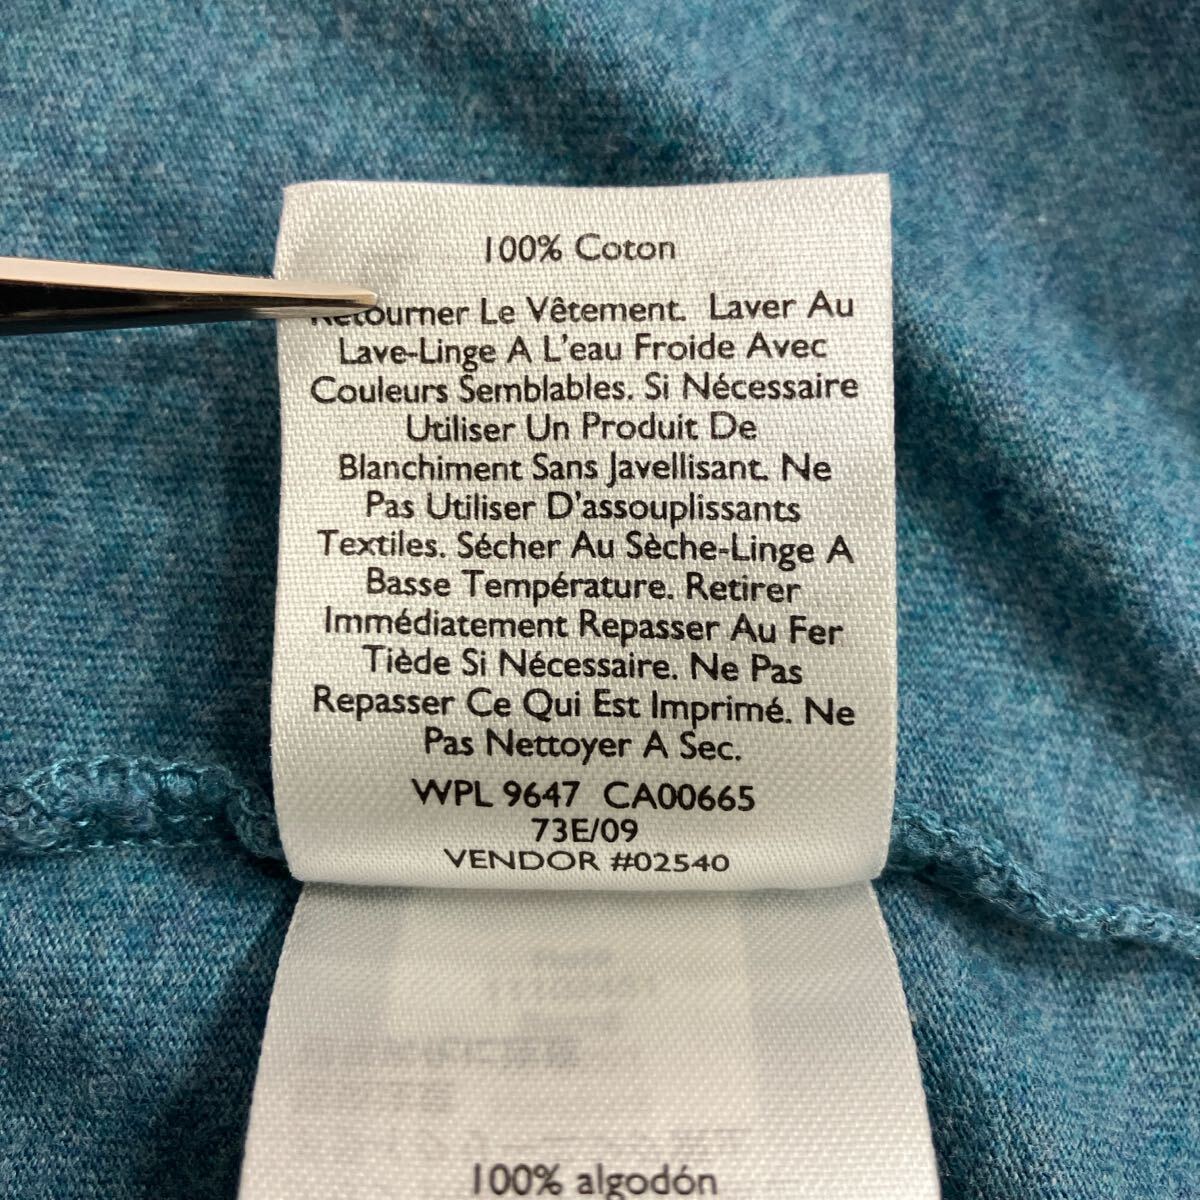 100% Coton
Retourner Le Vêtement. Laver Au
Lave-Linge A L'eau Froide Avec
Couleurs Semblables. Si Nécessaire
Utiliser Un Produit De
Blanchiment Sans Javellisant. Ne
Pas Utiliser D'assouplissants
Textiles. Sécher Au Sèche-Linge A
Basse Température. Retirer
Immédiatement Repasser Au Fer
Tiède Si Nécessaire. Ne Pas
Repasser Ce Qui Est Imprimé. Ne
Pas Nettoyer A Sec.
WPL 9647 CA00665
73E/09
VENDOR #02540
100% algodón